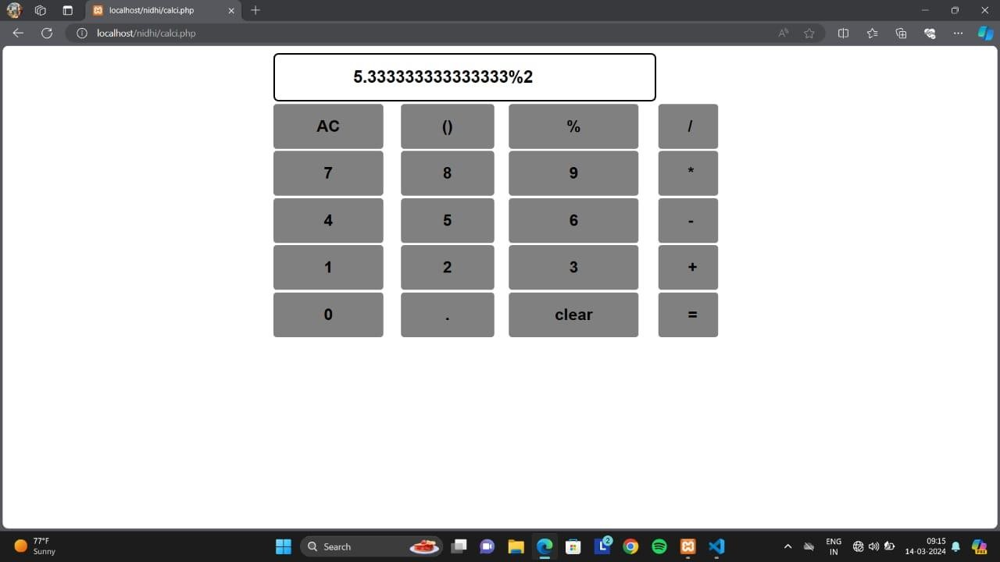 localhost/nidhi/calci.php
localhost/nidhi/calci.php
5.333333333333333%2
AC () % /
7 8 9 *
4 5 6 -
1 2 3 +
0 . clear =
77°F
Sunny
Search
2
ENG
IN
09:15
14-03-2024